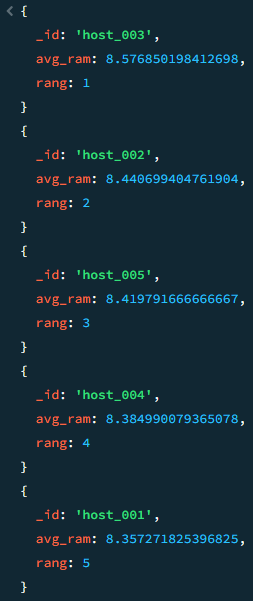 < {
_id: 'host_003',
avg_ram: 8.576850198412698,
rang: 1
}
{
_id: 'host_002',
avg_ram: 8.440699404761904,
rang: 2
}
{
_id: 'host_005',
avg_ram: 8.419791666666667,
rang: 3
}
{
_id: 'host_004',
avg_ram: 8.384990079365078,
rang: 4
}
{
_id: 'host_001',
avg_ram: 8.357271825396825,
rang: 5
}